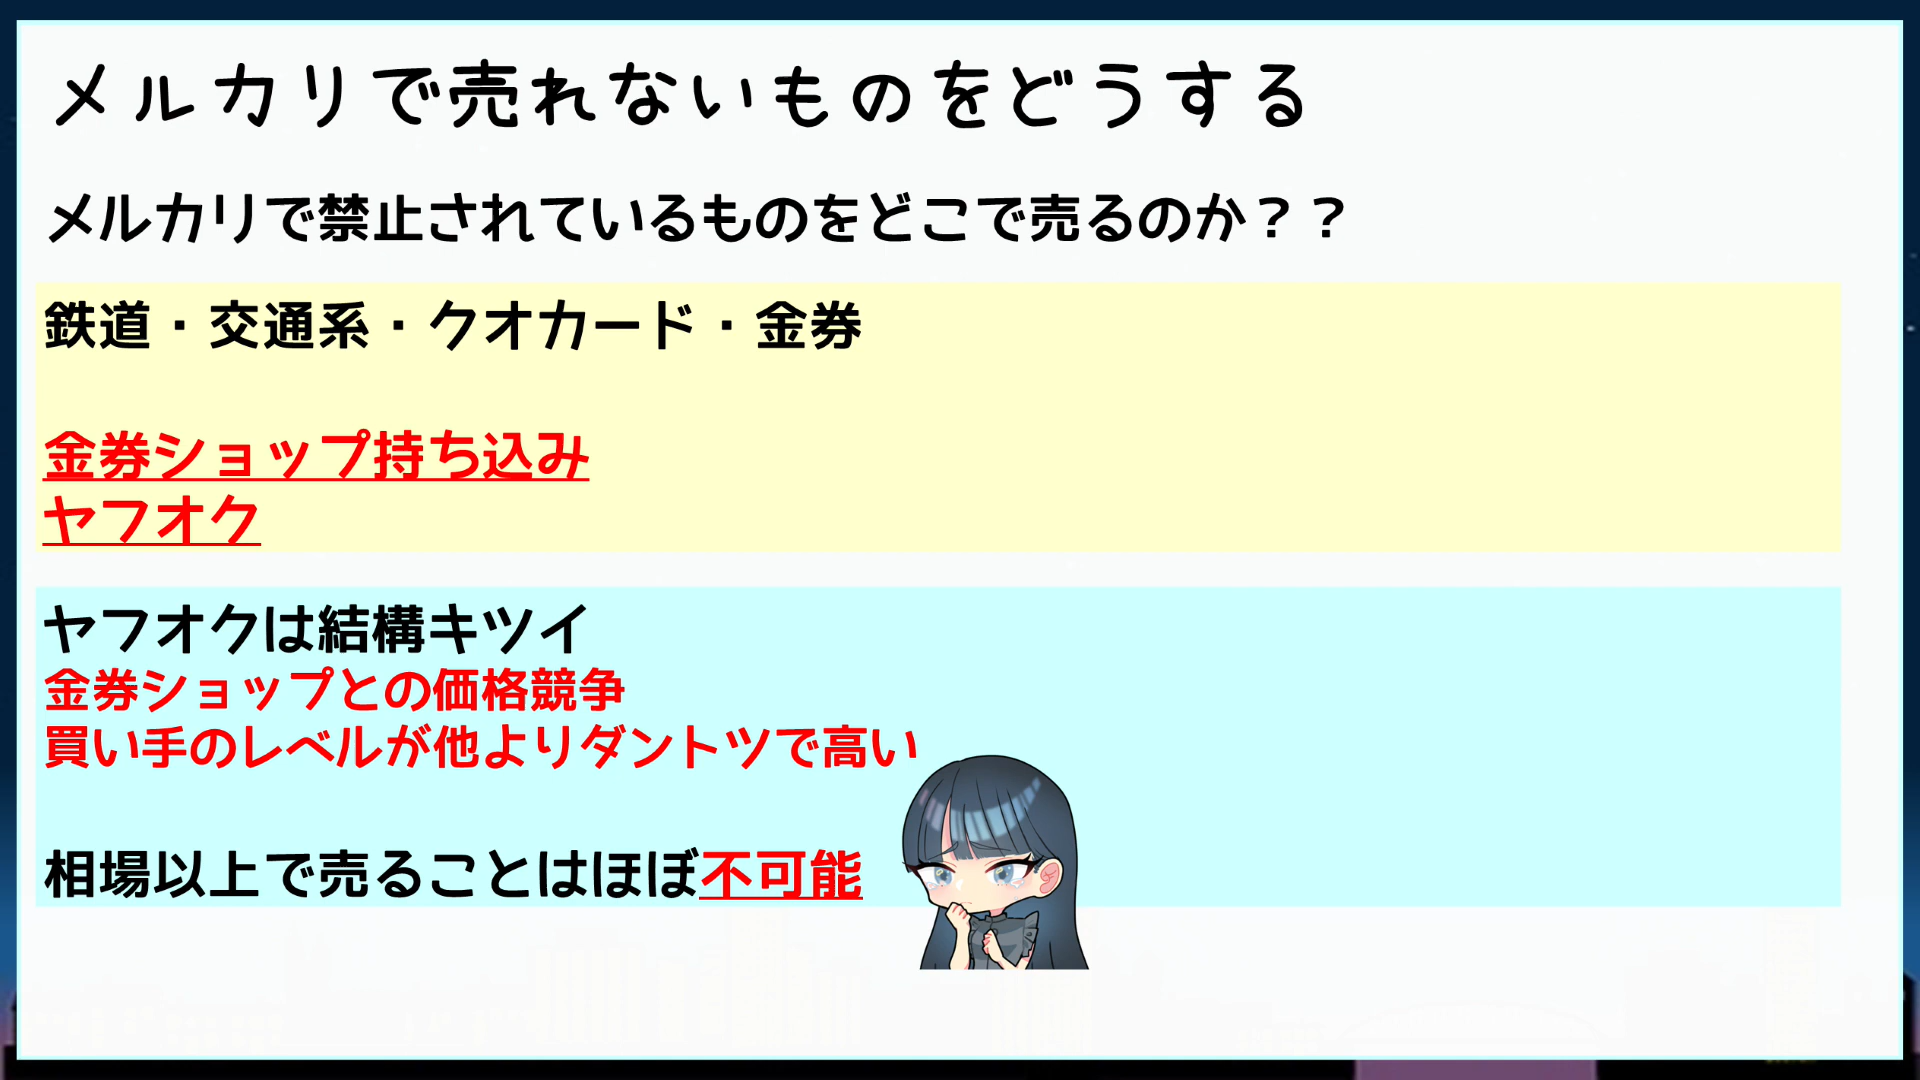 メルカリで売れないものをどうする
メルカリで禁止されているものをどこで売るのか？？
鉄道・交通系・クオカード・金券
金券ショップ持ち込み
ヤフオク
ヤフオクは結構キツイ
金券ショップとの価格競争
買い手のレベルが他よりダントツで高い
相場以上で売ることはほぼ不可能